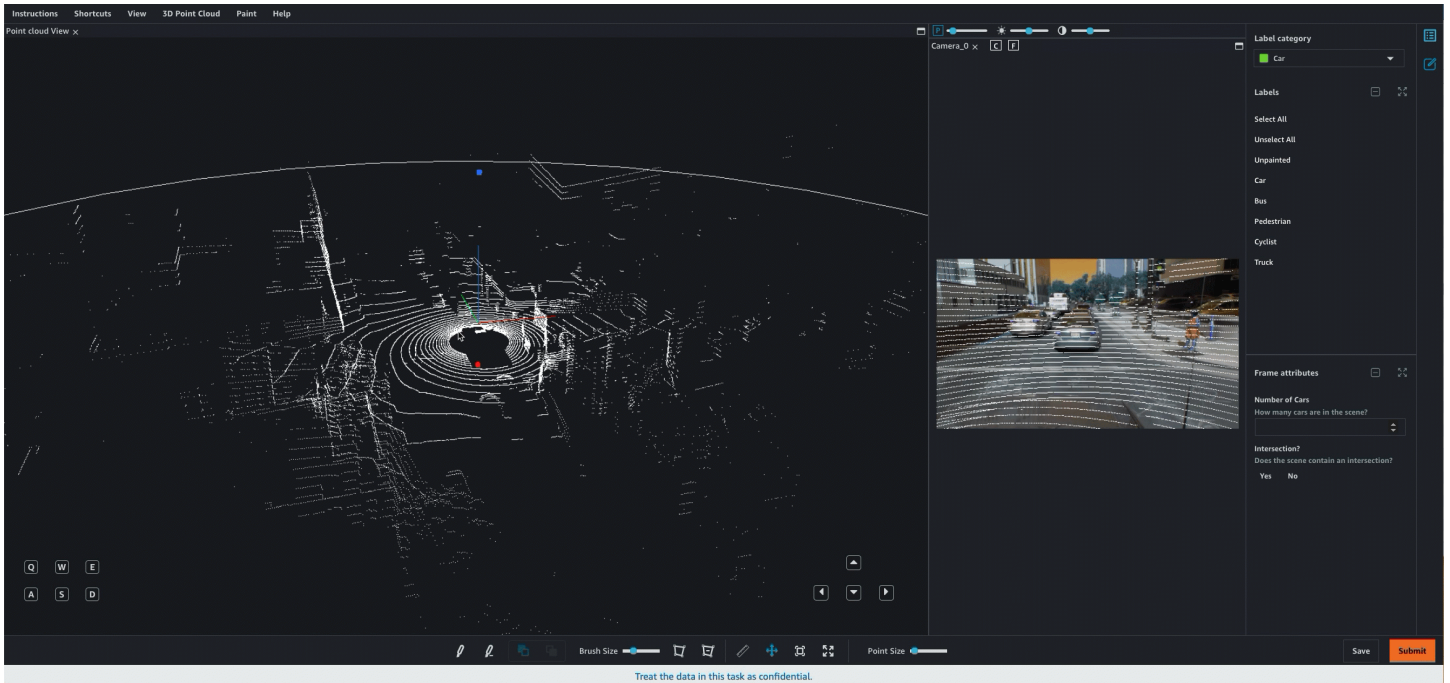 Instructions Shortcuts View 3D Point Cloud Paint Help
Point cloud View x
P
Camera_0 x C F
Label category
Car
Labels
Select All
Unselect All
Unpainted
Car
Bus
Pedestrian
Cyclist
Truck
Frame attributes
Number of Cars
How many cars are in the scene?
Intersection?
Does the scene contain an intersection?
Yes No
Q W E
A S D
Brush Size
Point Size
Save
Submit
Treat the data in this task as confidential.